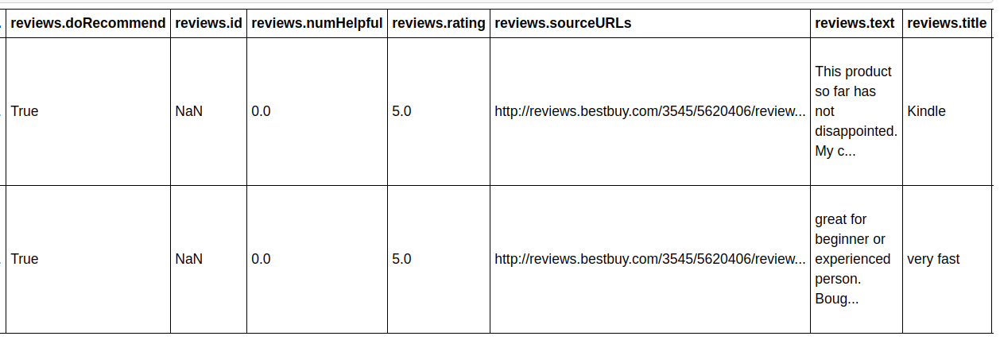 reviews.doRecommend reviews.id reviews.numHelpful reviews.rating reviews.sourceURLs reviews.text reviews.title
True NaN 0.0 5.0 http://reviews.bestbuy.com/3545/5620406/review... This product
so far has
not
disappointed.
My c... Kindle
True NaN 0.0 5.0 http://reviews.bestbuy.com/3545/5620406/review... great for
beginner or
experienced
person.
Boug... very fast